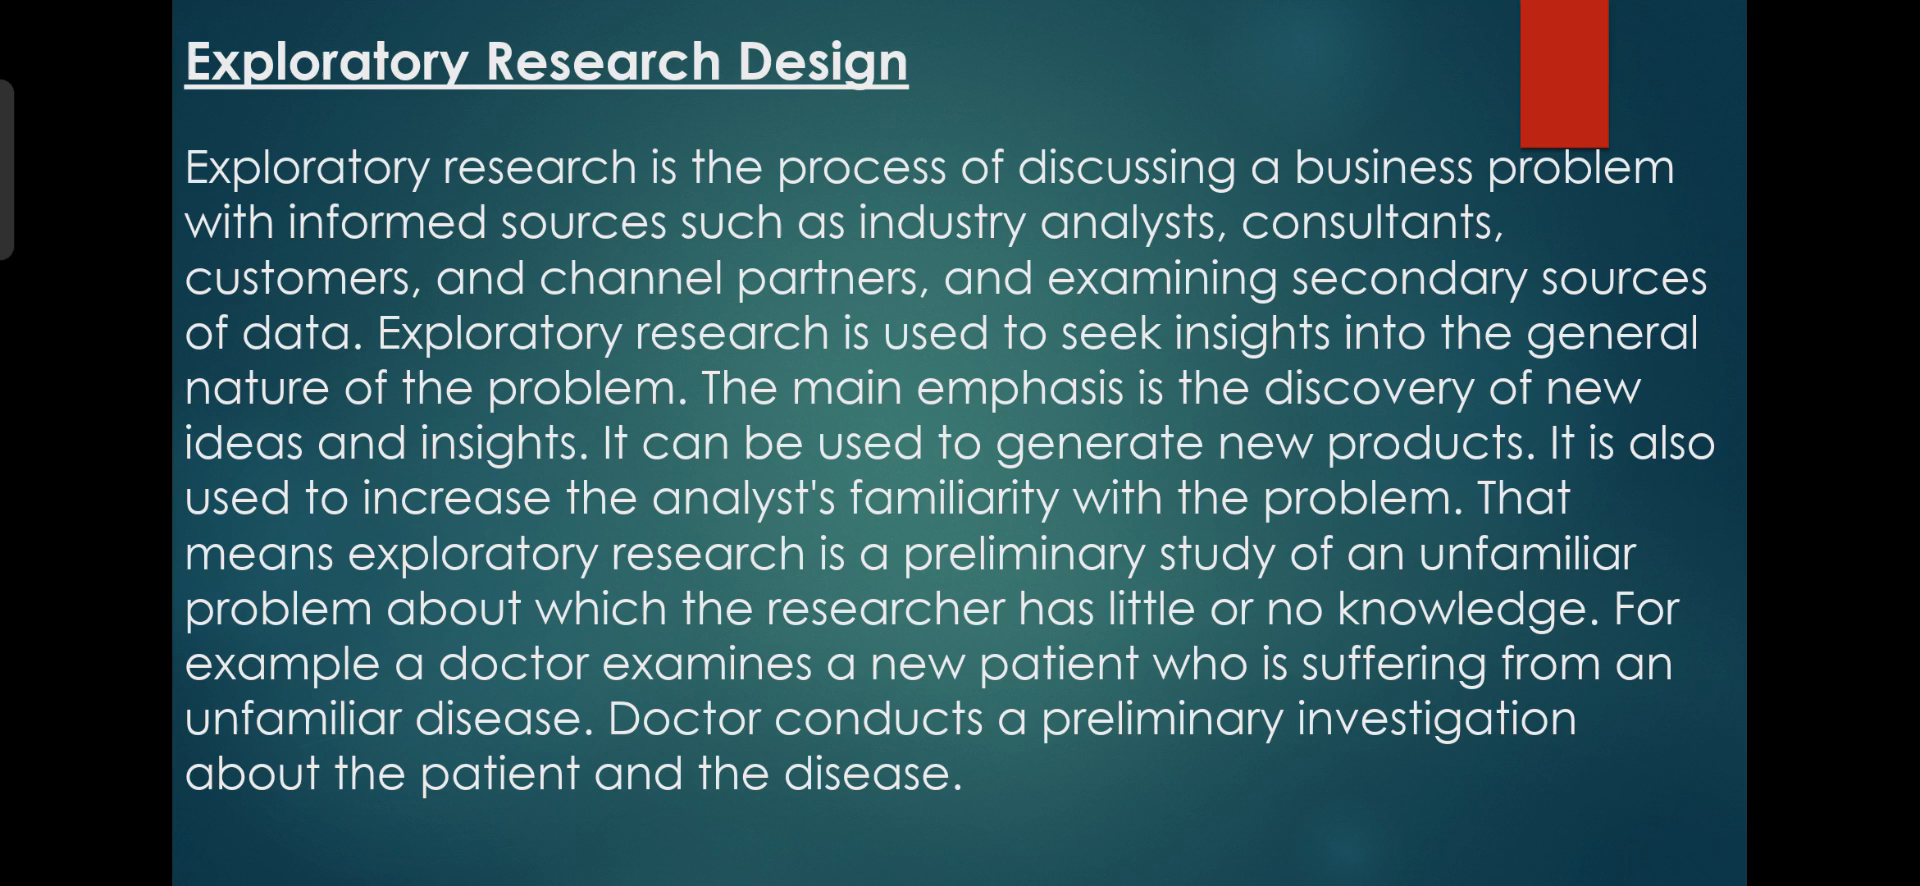 Exploratory Research Design
Exploratory research is the process of discussing a business problem
with informed sources such as industry analysts, consultants,
customers, and channel partners, and examining secondary sources
of data. Exploratory research is used to seek insights into the general
nature of the problem. The main emphasis is the discovery of new
ideas and insights. It can be used to generate new products. It is also
used to increase the analyst's familiarity with the problem. That
means exploratory research is a preliminary study of an unfamiliar
problem about which the researcher has little or no knowledge. For
example a doctor examines a new patient who is suffering from an
unfamiliar disease. Doctor conducts a preliminary investigation
about the patient and the disease.